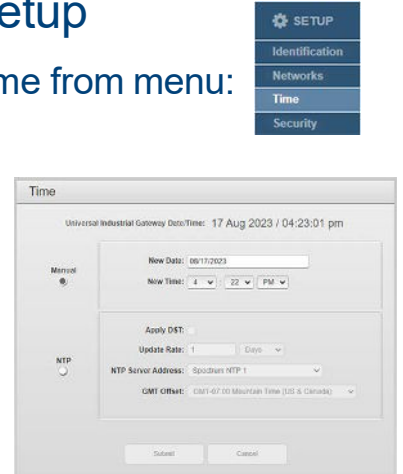 etup
me from menu:
SETUP
Identification
Networks
Time
Security
Time
Universal Industrial Gateway Date/Time: 17 Aug 2023 / 04:23:01 pm
Manual
New Date: 08/17/2023
New Time: 4 : 22 PM
NTP
Apply DST:
Update Rate: 1 Days
NTP Server Address: Spectrum NTP 1
GMT Offset: GMT-07:00 Mountain Time (US & Canada)
Submit Cancel